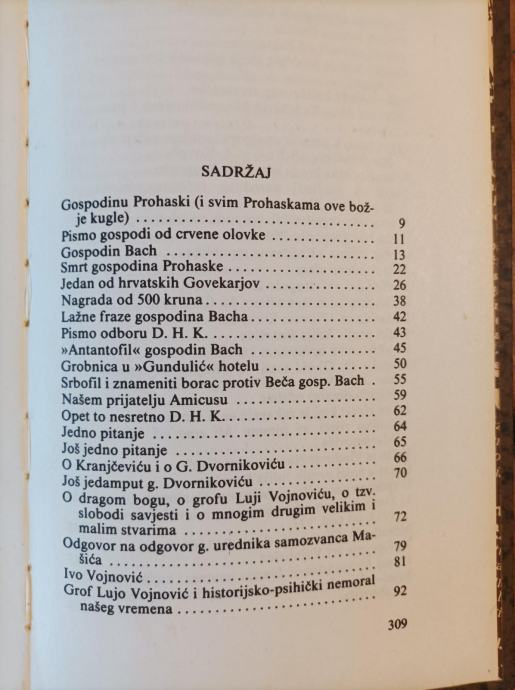 SADRŽAJ
Gospodinu Prohaski (i svim Prohaskama ove bož-
je kugle) . . . . . . . . . . . . . . . . . . . . . . . . . . . . . . 9
Pismo gospodi od crvene olovke . . . . . . . . . . . . . 11
Gospodin Bach . . . . . . . . . . . . . . . . . . . . . . . . . . 13
Smrt gospodina Prohaske . . . . . . . . . . . . . . . . . . 22
Jedan od hrvatskih Govekarjov . . . . . . . . . . . . . . 26
Nagrada od 500 kruna . . . . . . . . . . . . . . . . . . . . . 38
Lažne fraze gospodina Bacha . . . . . . . . . . . . . . . . 42
Pismo odboru D. H. K. . . . . . . . . . . . . . . . . . . . . 43
»Antantofil« gospodin Bach . . . . . . . . . . . . . . . . 45
Grobnica u »Gundulić« hotelu . . . . . . . . . . . . . . 50
Srbofil i znameniti borac protiv Beča gosp. Bach . 55
Našem prijatelju Amicusu . . . . . . . . . . . . . . . . . . 59
Opet to nesretno D. H. K. . . . . . . . . . . . . . . . . . . 62
Jedno pitanje . . . . . . . . . . . . . . . . . . . . . . . . . . . . 64
Još jedno pitanje . . . . . . . . . . . . . . . . . . . . . . . . . 65
O Kranjčeviću i o G. Dvornikoviću . . . . . . . . . . . 66
Još jedamput g. Dvornikoviću . . . . . . . . . . . . . . . 70
O dragom bogu, o grofu Luji Vojnoviću, o tzv.
slobodi savjesti i o mnogim drugim velikim i
malim stvarima . . . . . . . . . . . . . . . . . . . . . . . . 72
Odgovor na odgovor g. urednika samozvanca Ma-
šića . . . . . . . . . . . . . . . . . . . . . . . . . . . . . . . . . . 79
Ivo Vojnović . . . . . . . . . . . . . . . . . . . . . . . . . . . . 81
Grof Lujo Vojnović i historijsko-psihički nemoral
našeg vremena . . . . . . . . . . . . . . . . . . . . . . . . . 92
309